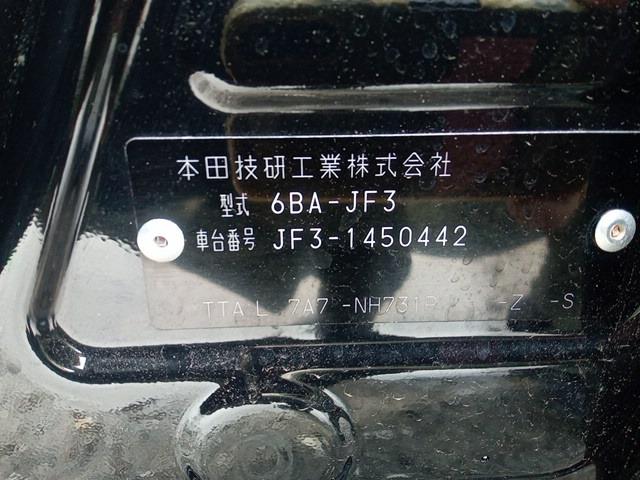 本田技研工業株式会社
型式 6BA-JF3
車台番号 JF3-1450442
TTA L 7A7 -NH731P -Z -S